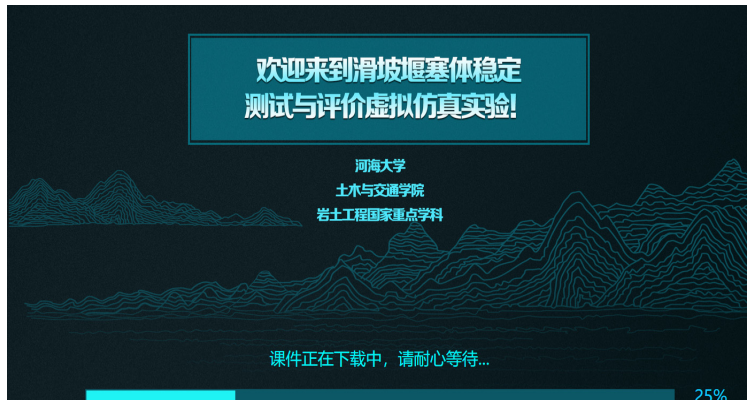 欢迎来到滑坡堰塞体稳定
测试与评价虚拟仿真实验!
河海大学
土木与交通学院
岩土工程国家重点学科
课件正在下载中，请耐心等待...
25%